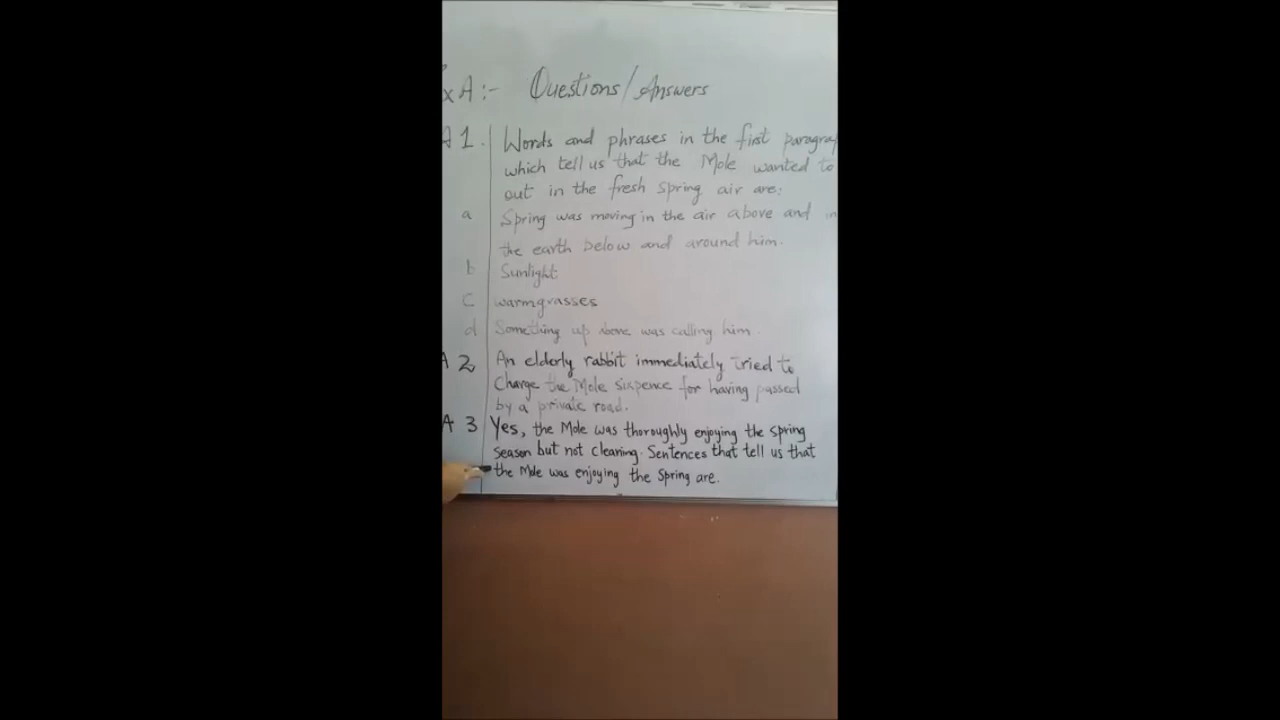 x A:- Questions/Answers
A 1. Words and phrases in the first paragrap
which tell us that the Mole wanted to
out in the fresh spring air are:
a Spring was moving in the air above and in
the earth below and around him.
b Sunlight.
c warmgrasses
d Something up above was calling him.
A 2 An elderly rabbit immediately tried to
Charge the Mole sixpence for having passed
by a private road.
A 3 Yes, the Mole was thoroughly enjoying the spring
season but not cleaning. Sentences that tell us that
the Mole was enjoying the Spring are.